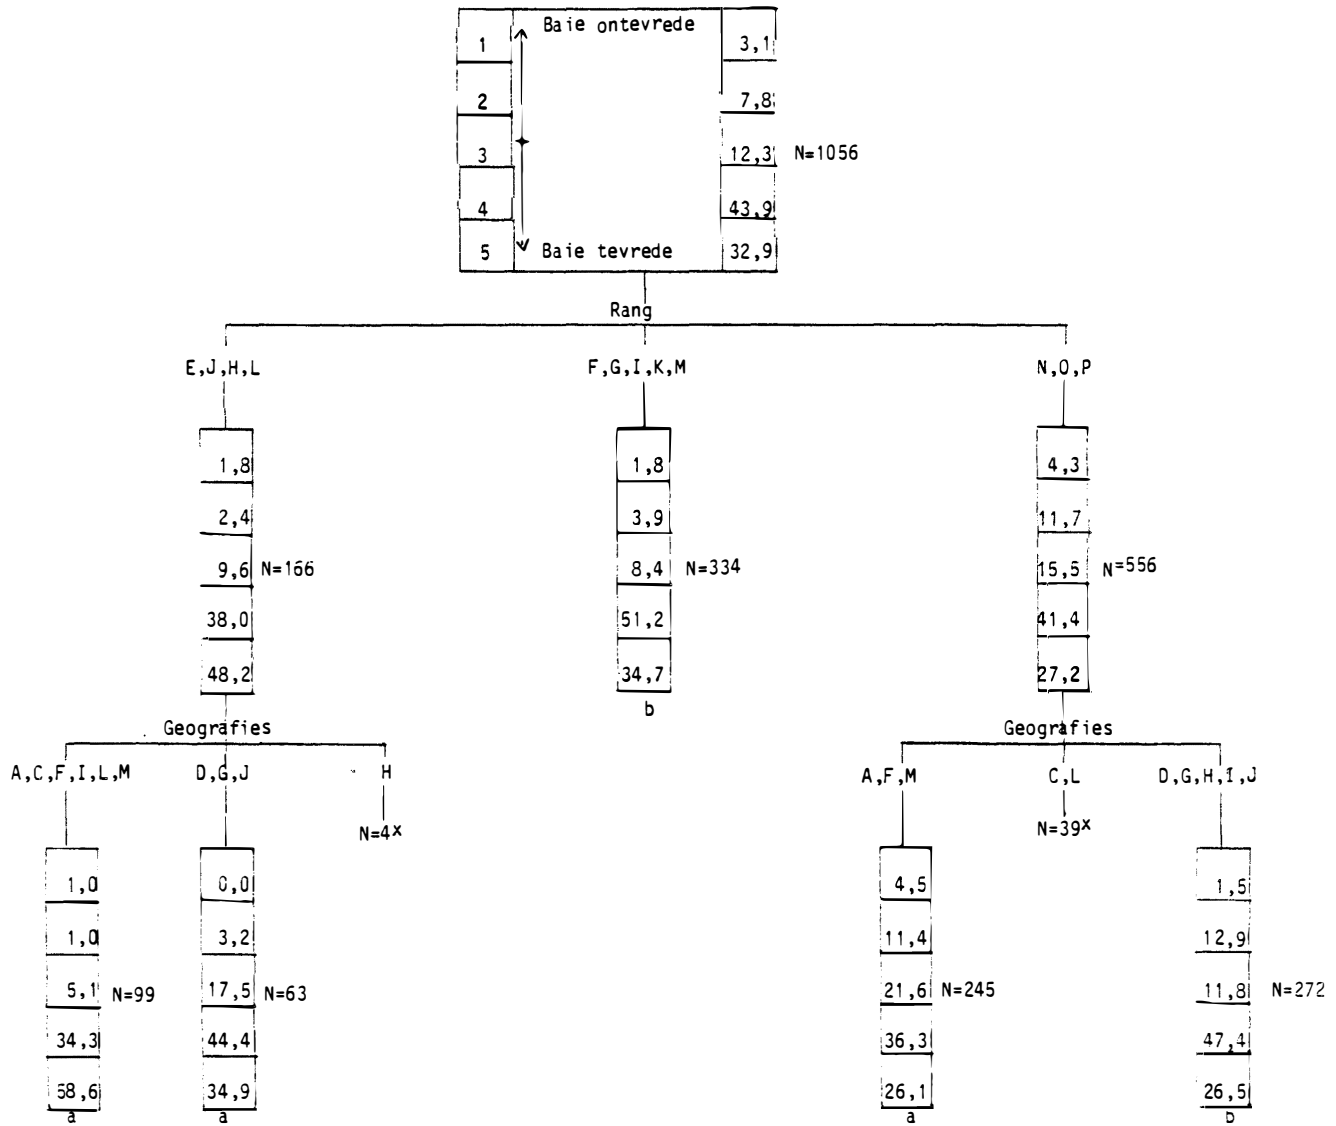 Baie ontevrede
1 3,1
2 7,8
3 12,3 N=1056
4 43,9
5 Baie tevrede 32,9
Rang
E,J,H,L F,G,I,K,M N,O,P
1,8 1,8 4,3
2,4 3,9 11,7
9,6 N=166 8,4 N=334 15,5 N=556
38,0 51,2 41,4
48,2 34,7 27,2
b
Geografies Geografies
A,C,F,I,L,M D,G,J H A,F,M C,L D,G,H,I,J
N=4x N=39x
1,0 0,0 4,5 1,5
1,0 3,2 11,4 12,9
5,1 N=99 17,5 N=63 21,6 N=245 11,8 N=272
34,3 44,4 36,3 47,4
58,6 34,9 26,1 26,5
a a a b